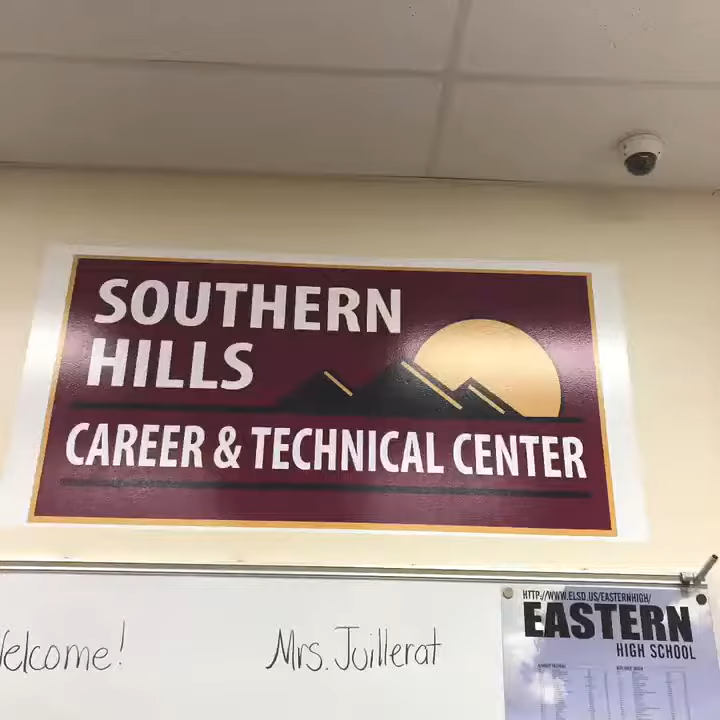 SOUTHERN
HILLS
CAREER & TECHNICAL CENTER
elcome!
Mrs. Juillerat
HTTP://WWW.ELSD.US/EASTERNHIGH/
EASTERN
HIGH SCHOOL